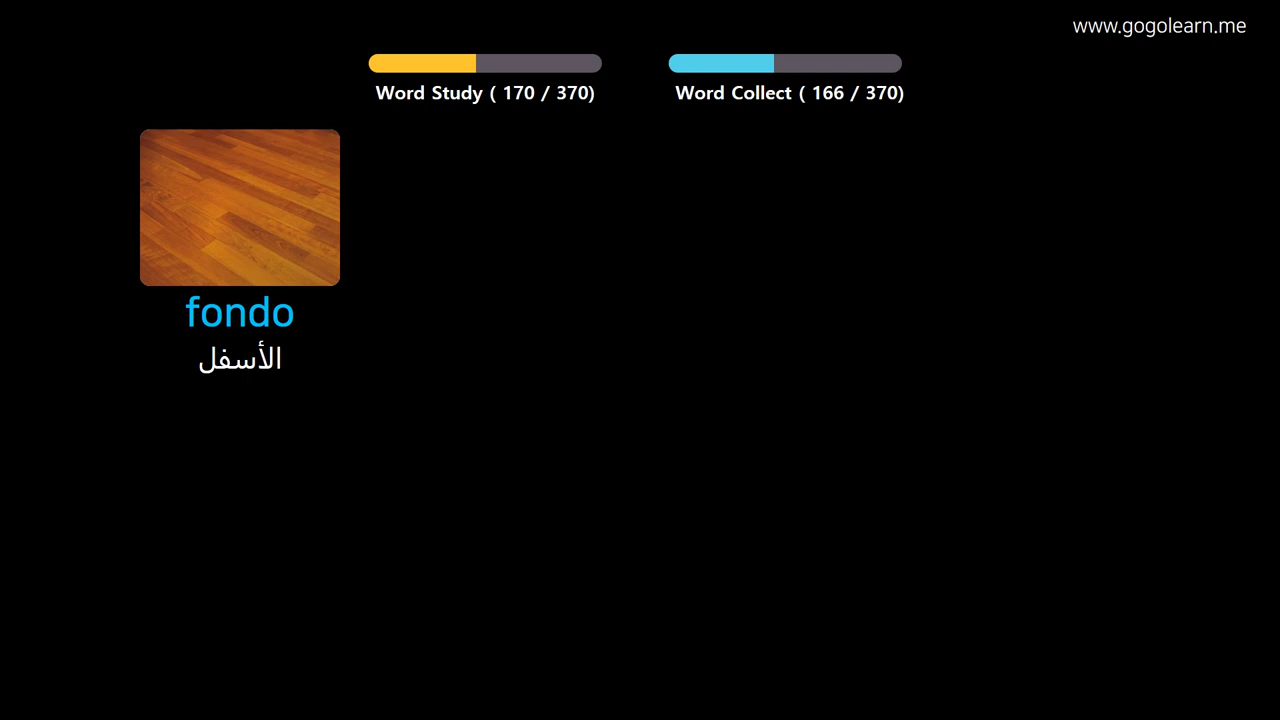 www.gogolearn.me
Word Study ( 170 / 370)
Word Collect ( 166 / 370)
fondo
الأسفل